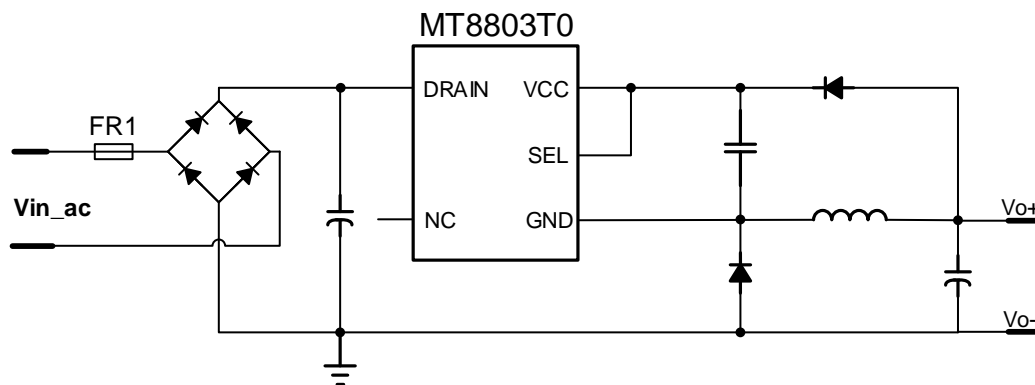 MT8803T0
DRAIN VCC
FR1
SEL
Vin_ac
NC GND
Vo+
Vo-